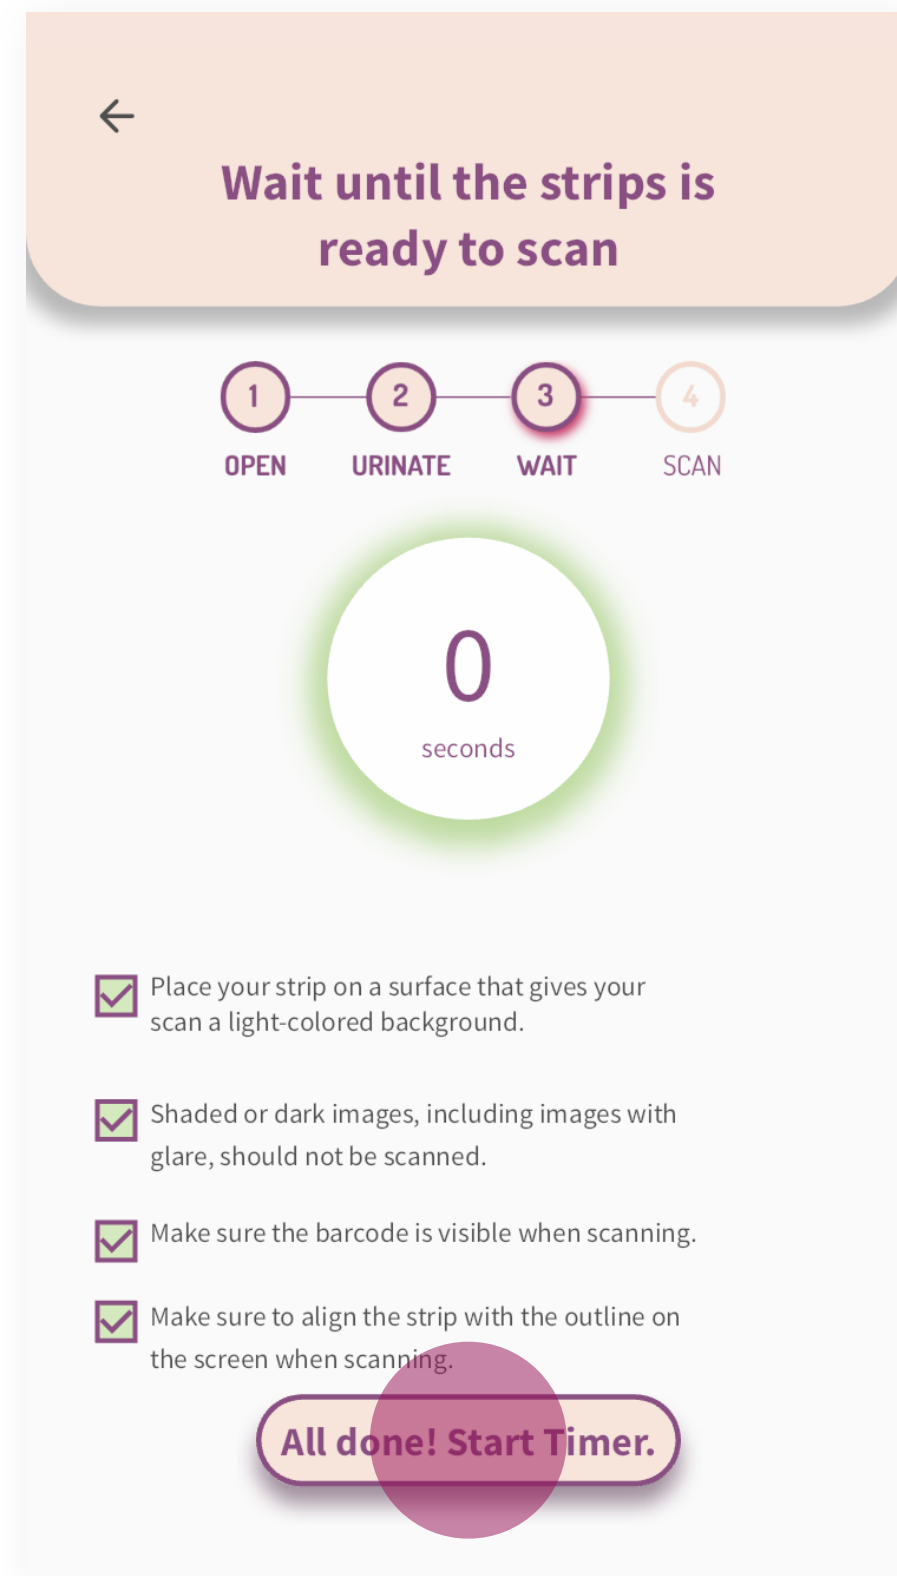 Wait until the strips is
ready to scan
1 2 3 4
OPEN URINATE WAIT SCAN
0
seconds
Place your strip on a surface that gives your
scan a light-colored background.
Shaded or dark images, including images with
glare, should not be scanned.
Make sure the barcode is visible when scanning.
Make sure to align the strip with the outline on
the screen when scanning.
All done! Start Timer.